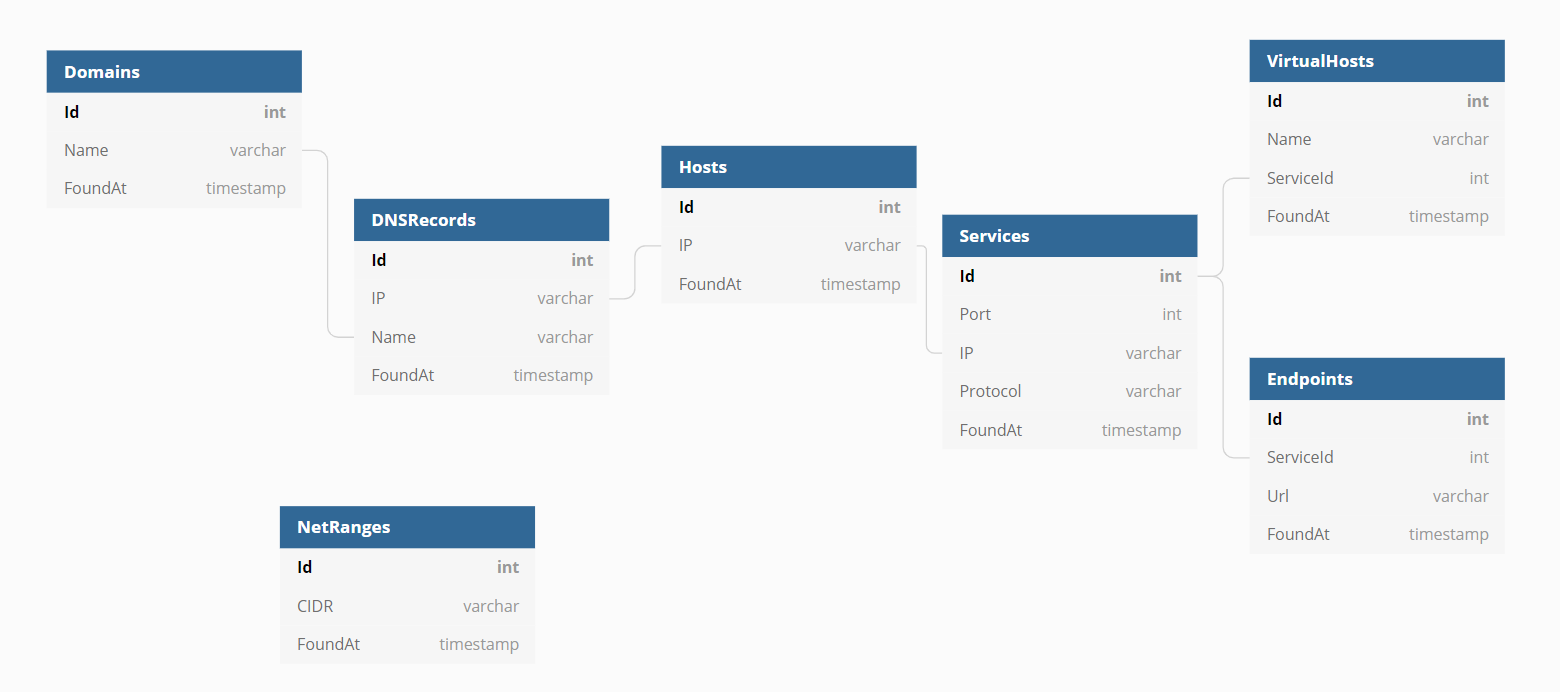 Domains
Id int
Name varchar
FoundAt timestamp
DNSRecords
Id int
IP varchar
Name varchar
FoundAt timestamp
Hosts
Id int
IP varchar
FoundAt timestamp
Services
Id int
Port int
IP varchar
Protocol varchar
FoundAt timestamp
VirtualHosts
Id int
Name varchar
ServiceId int
FoundAt timestamp
Endpoints
Id int
ServiceId int
Url varchar
FoundAt timestamp
NetRanges
Id int
CIDR varchar
FoundAt timestamp